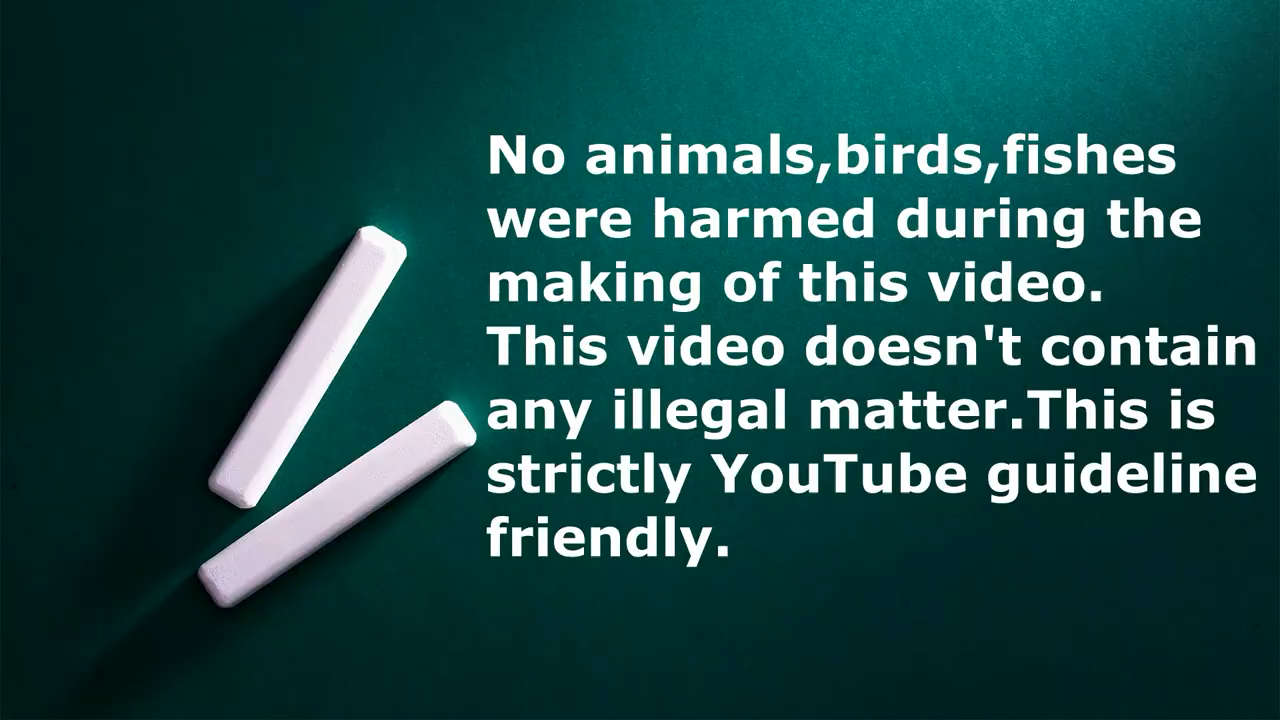 No animals,birds,fishes
were harmed during the
making of this video.
This video doesn't contain
any illegal matter.This is
strictly YouTube guideline
friendly.